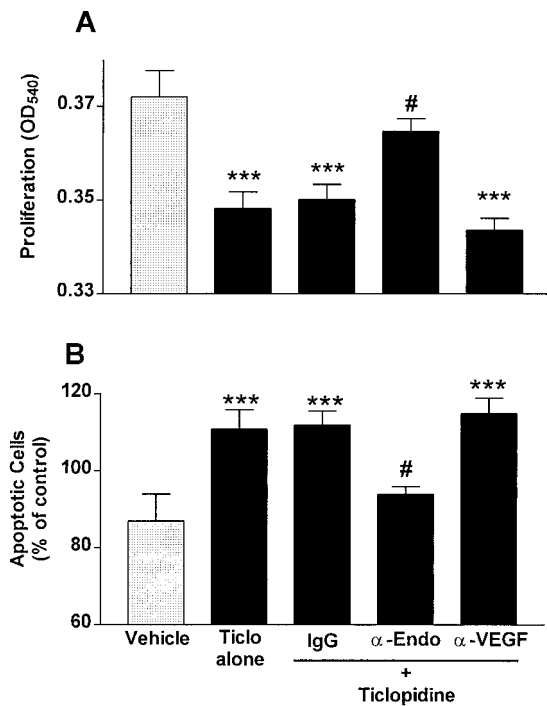 A
Proliferation (OD540)
0.37
0.35
0.33
***
***
#
***
B
Apoptotic Cells
(% of control)
120
100
80
60
***
***
#
***
Vehicle
Ticlo
alone
IgG
α-Endo
α-VEGF
+
Ticlopidine